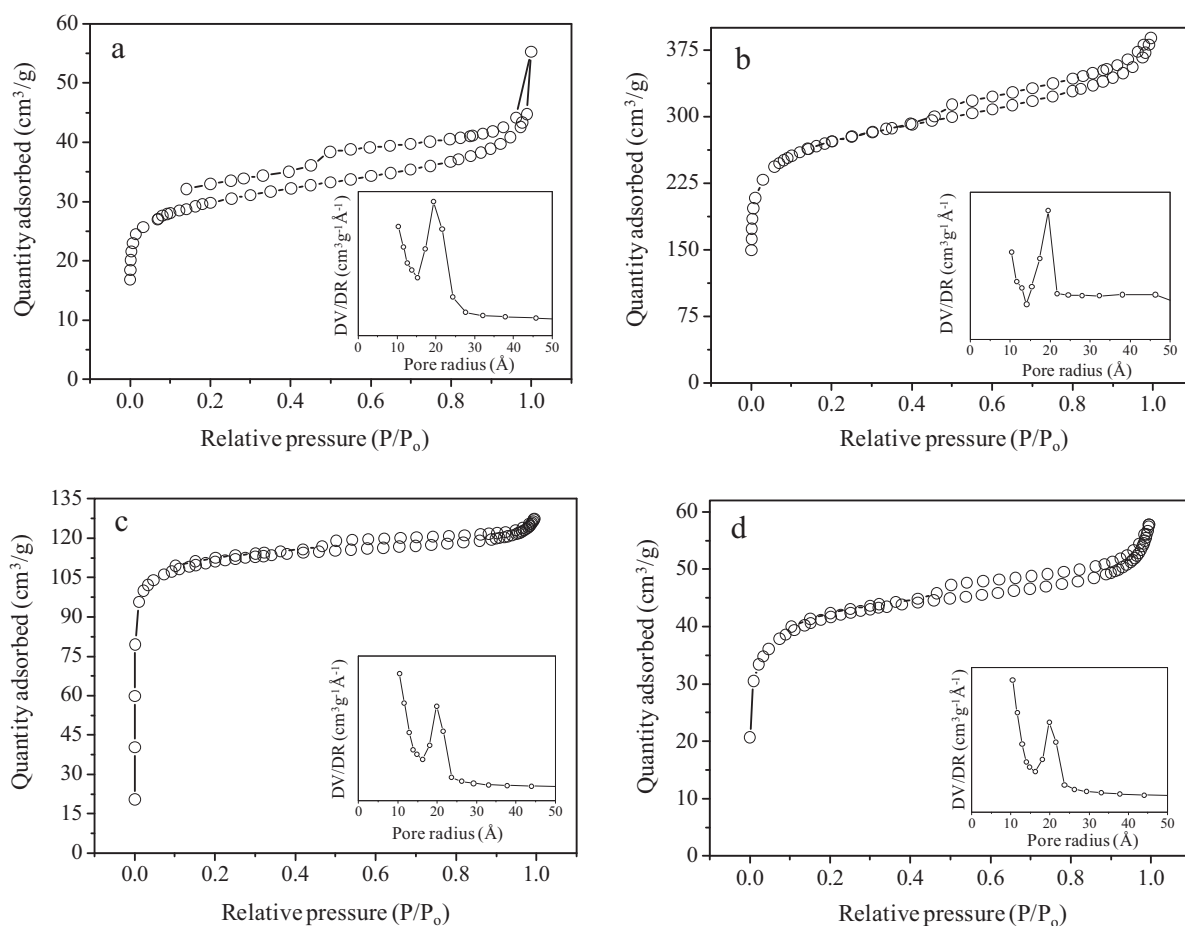 a
Quantity adsorbed (cm³/g)
60
50
40
30
20
10
0
0.0 0.2 0.4 0.6 0.8 1.0
Relative pressure (P/Pₒ)
DV/DR (cm³g⁻¹Å⁻¹)
0 10 20 30 40 50
Pore radius (Å)
b
Quantity adsorbed (cm³/g)
375
300
225
150
75
0
0.0 0.2 0.4 0.6 0.8 1.0
Relative pressure (P/Pₒ)
DV/DR (cm³g⁻¹Å⁻¹)
0 10 20 30 40 50
Pore radius (Å)
c
Quantity adsorbed (cm³/g)
135
120
105
90
75
60
45
30
15
0
0.0 0.2 0.4 0.6 0.8 1.0
Relative pressure (P/Pₒ)
DV/DR (cm³g⁻¹Å⁻¹)
0 10 20 30 40 50
Pore radius (Å)
d
Quantity adsorbed (cm³/g)
60
50
40
30
20
10
0
0.0 0.2 0.4 0.6 0.8 1.0
Relative pressure (P/Pₒ)
DV/DR (cm³g⁻¹Å⁻¹)
0 10 20 30 40 50
Pore radius (Å)